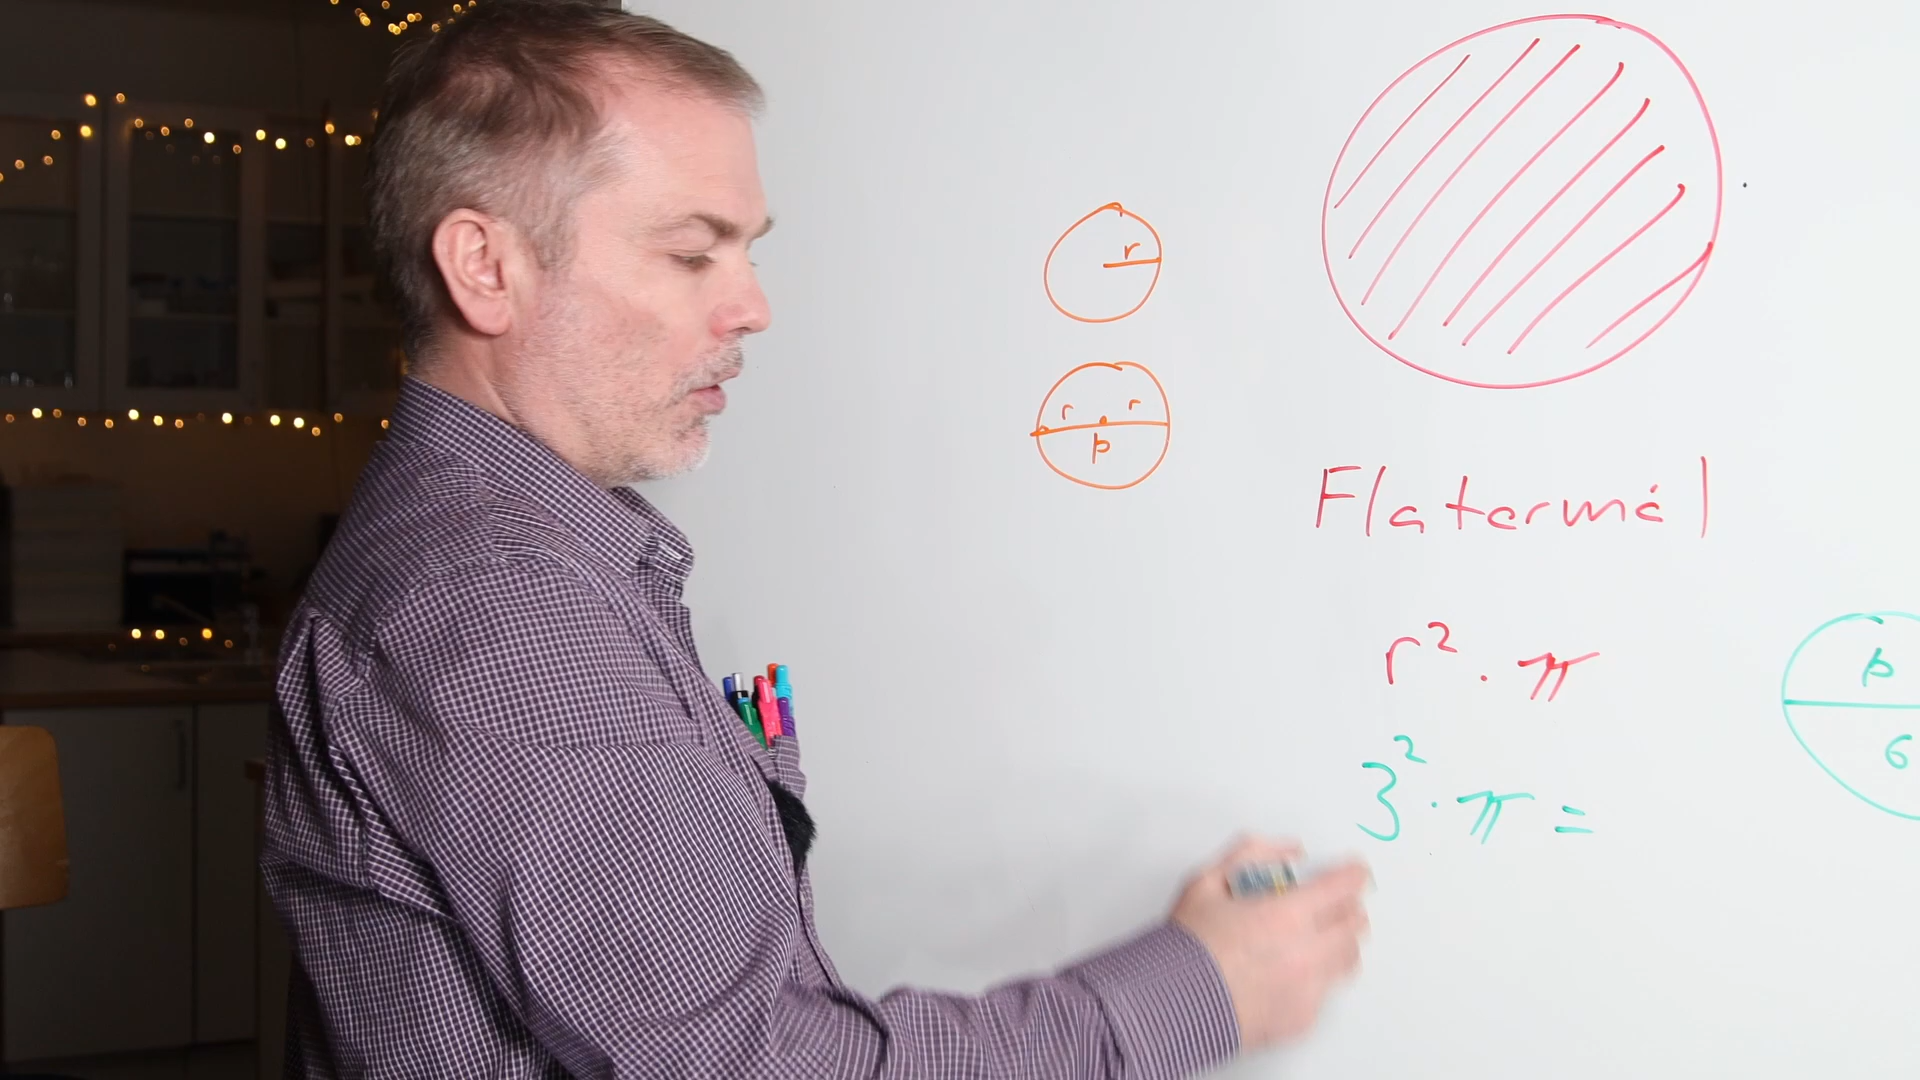 r
r r
þ
Flatermál
r² · π
3² · π =
þ
6